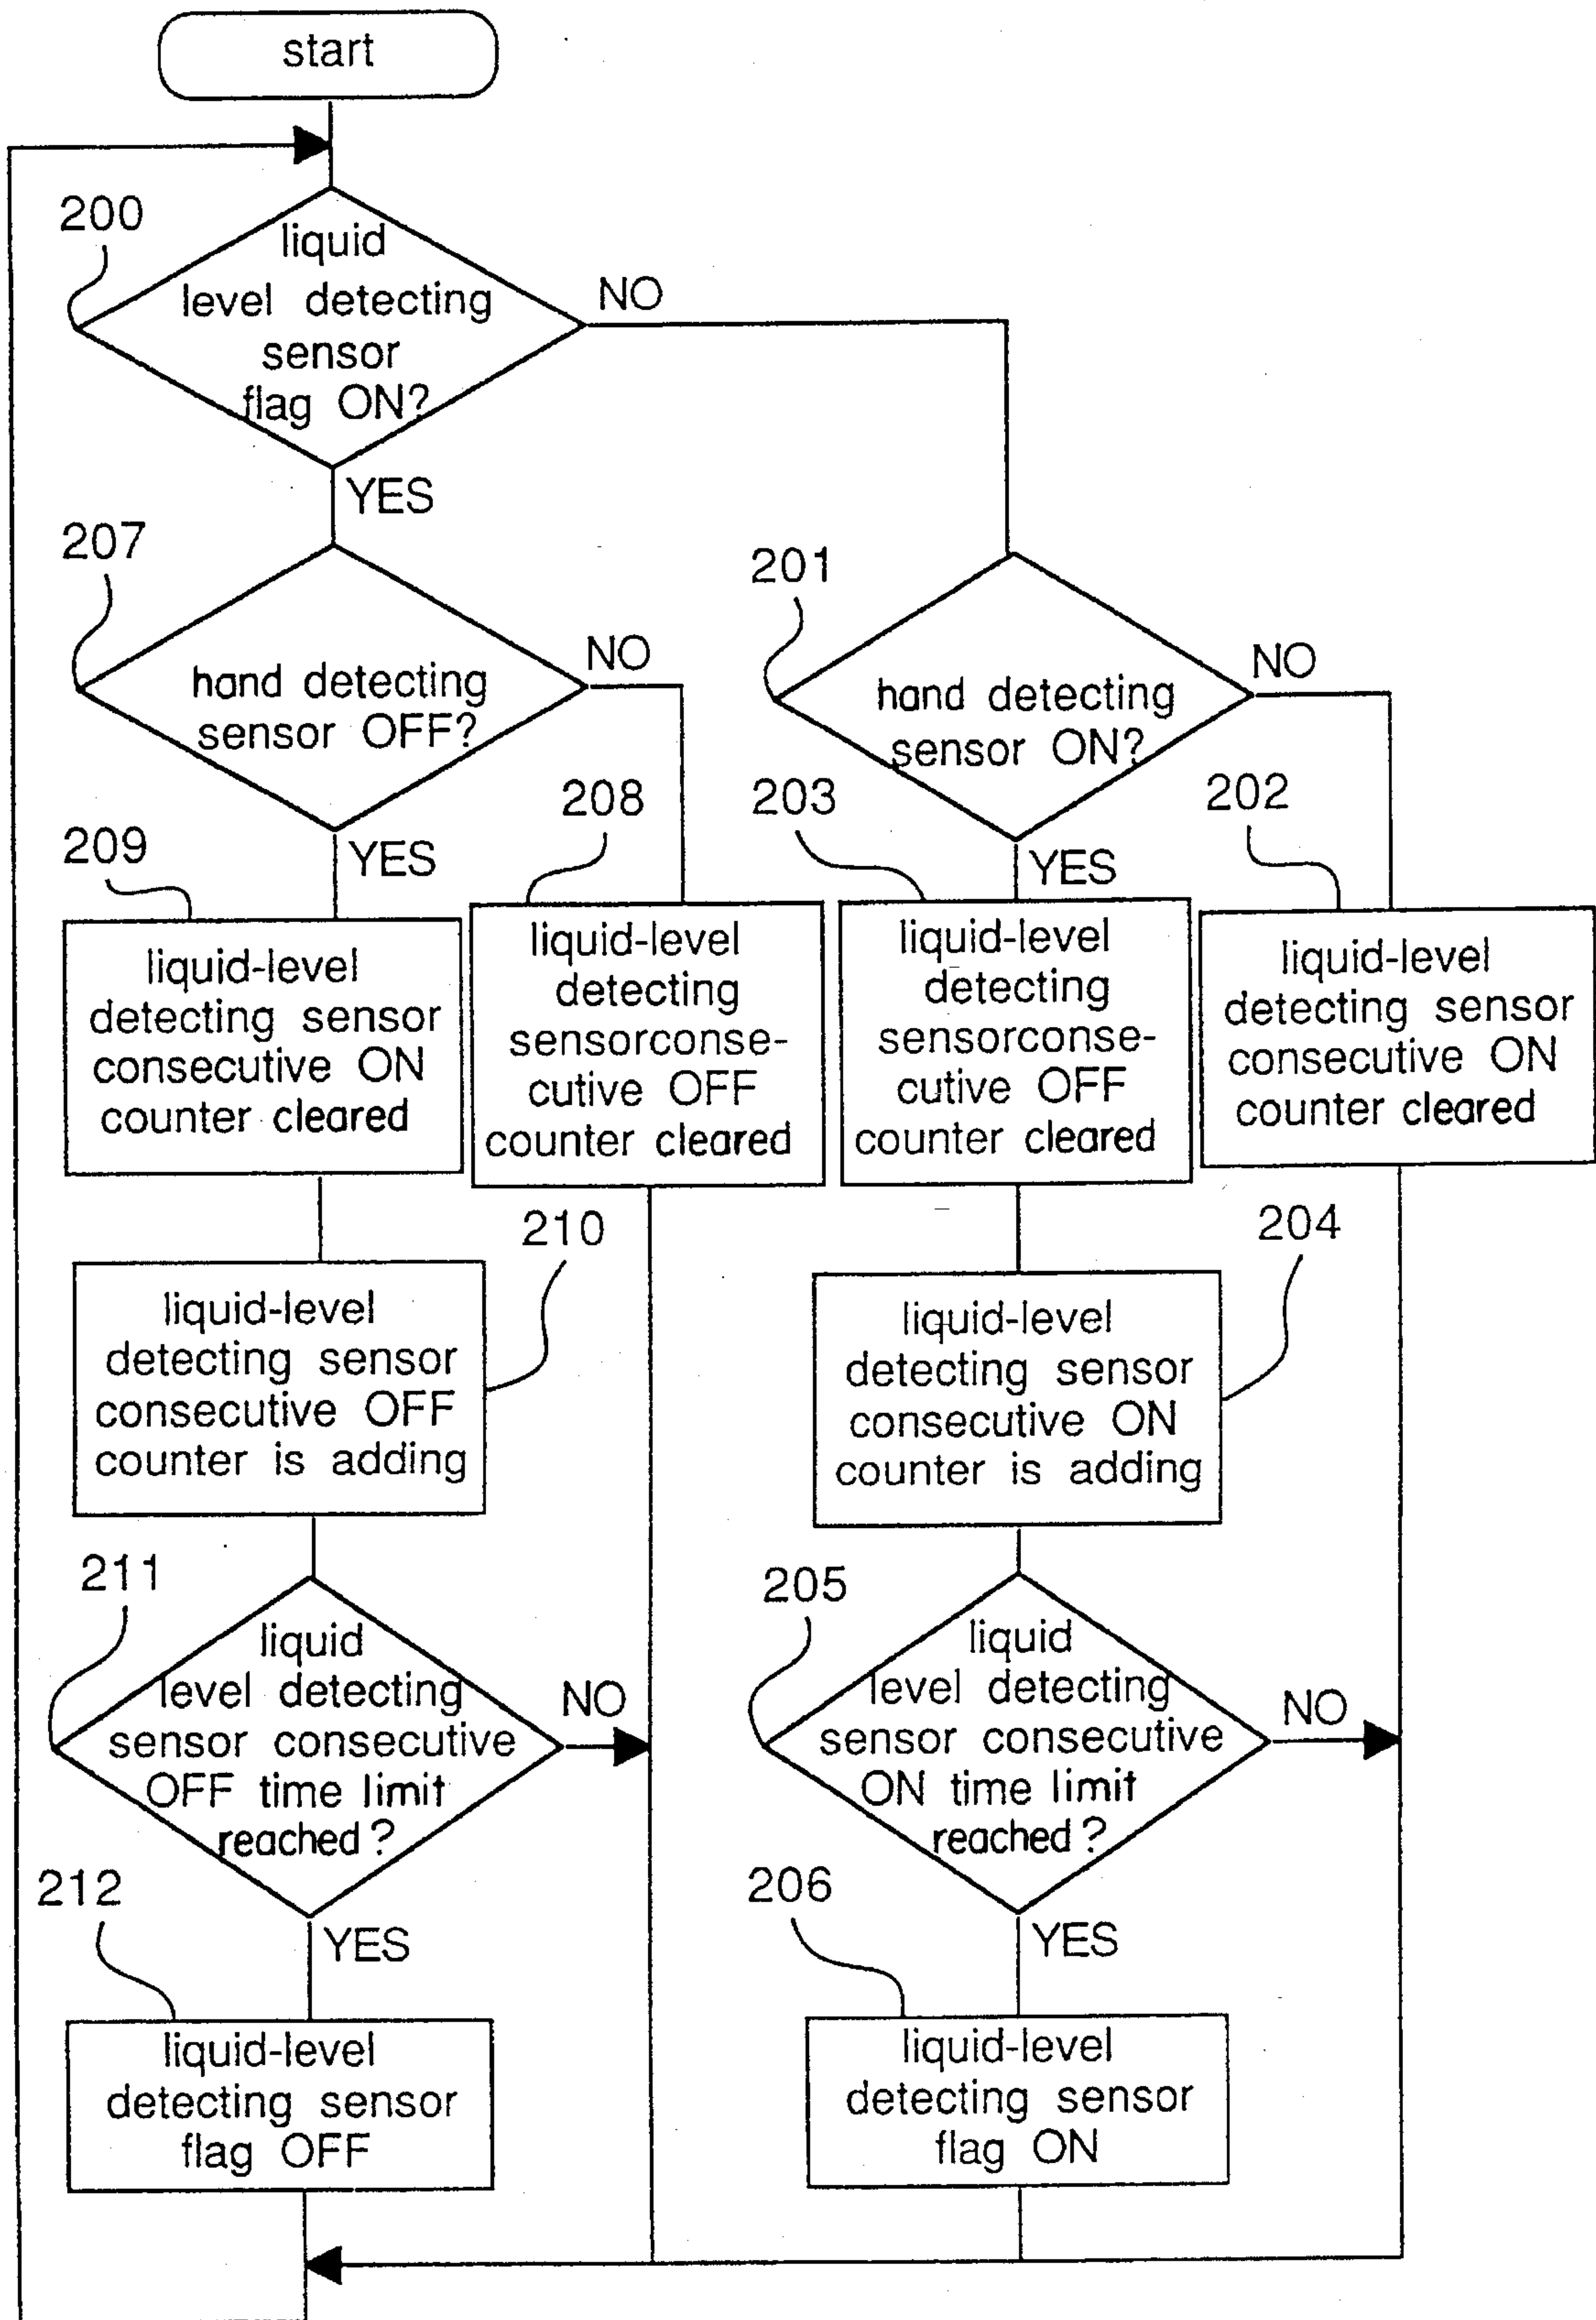 start
200
liquid
level detecting
sensor
flag ON?
NO
YES
207
hand detecting
sensor OFF?
NO
YES
201
hand detecting
sensor ON?
NO
YES
209
liquid-level
detecting sensor
consecutive ON
counter cleared
208
liquid-level
detecting
sensorconse-
cutive OFF
counter cleared
203
liquid-level
detecting
sensorconse-
cutive OFF
counter cleared
202
liquid-level
detecting sensor
consecutive ON
counter cleared
210
liquid-level
detecting sensor
consecutive OFF
counter is adding
204
liquid-level
detecting sensor
consecutive ON
counter is adding
211
liquid
level detecting
sensor consecutive
OFF time limit
reached?
NO
YES
205
liquid
level detecting
sensor consecutive
ON time limit
reached?
NO
YES
212
liquid-level
detecting sensor
flag OFF
206
liquid-level
detecting sensor
flag ON